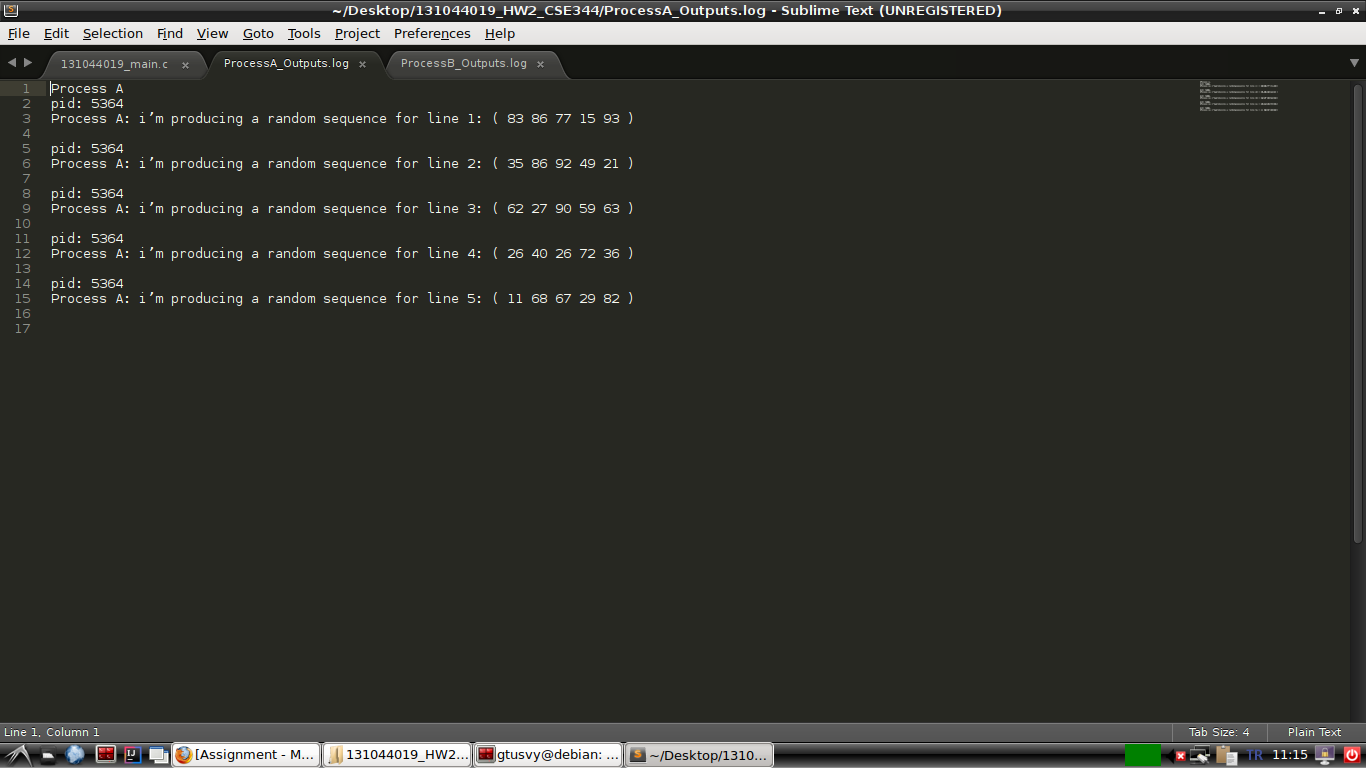 ~/Desktop/131044019_HW2_CSE344/ProcessA_Outputs.log - Sublime Text (UNREGISTERED)
File Edit Selection Find View Goto Tools Project Preferences Help
131044019_main.c × ProcessA_Outputs.log × ProcessB_Outputs.log ×
1 Process A
2 pid: 5364
3 Process A: i’m producing a random sequence for line 1: ( 83 86 77 15 93 )
4
5 pid: 5364
6 Process A: i’m producing a random sequence for line 2: ( 35 86 92 49 21 )
7
8 pid: 5364
9 Process A: i’m producing a random sequence for line 3: ( 62 27 90 59 63 )
10
11 pid: 5364
12 Process A: i’m producing a random sequence for line 4: ( 26 40 26 72 36 )
13
14 pid: 5364
15 Process A: i’m producing a random sequence for line 5: ( 11 68 67 29 82 )
16
17
Line 1, Column 1 Tab Size: 4 Plain Text
[Assignment - M... 131044019_HW2... gtusvy@debian: ... ~/Desktop/1310... TR 11:15